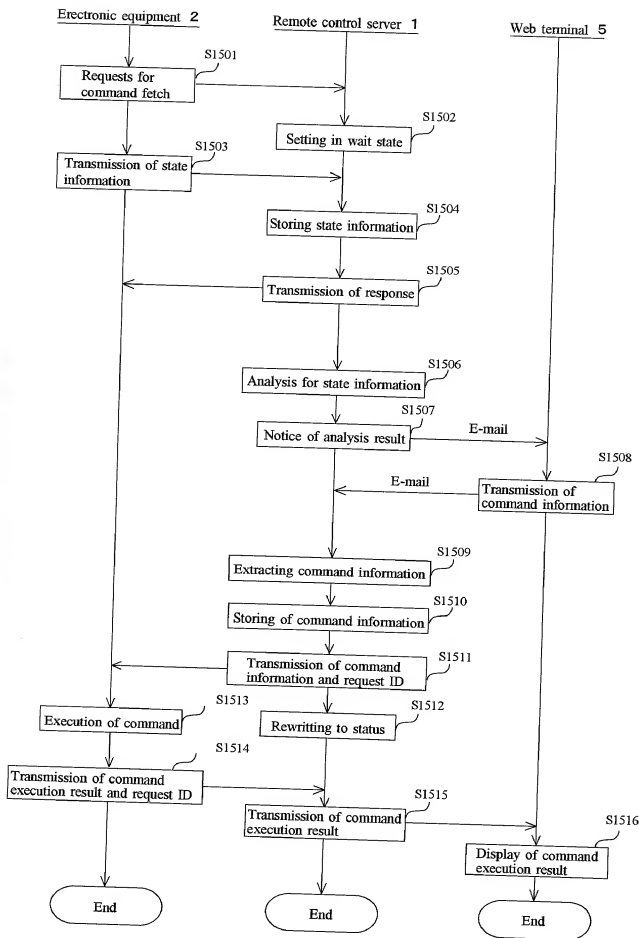 Erectronic equipment 2
Remote control server 1
Web terminal 5
S1501
Requests for
command fetch
S1502
Setting in wait state
S1503
Transmission of state
information
S1504
Storing state information
S1505
Transmission of response
S1506
Analysis for state information
S1507
Notice of analysis result
E-mail
S1508
Transmission of
command information
E-mail
S1509
Extracting command information
S1510
Storing of command information
S1511
Transmission of command
information and request ID
S1512
Rewritting to status
S1513
Execution of command
S1514
Transmission of command
execution result and request ID
S1515
Transmission of command
execution result
S1516
Display of command
execution result
End
End
End